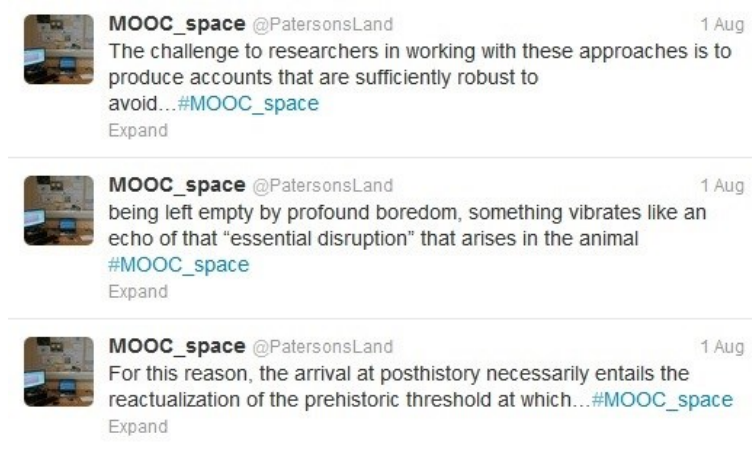 MOOC_space @PatersonsLand 1 Aug
The challenge to researchers in working with these approaches is to
produce accounts that are sufficiently robust to
avoid...#MOOC_space
Expand
MOOC_space @PatersonsLand 1 Aug
being left empty by profound boredom, something vibrates like an
echo of that “essential disruption” that arises in the animal
#MOOC_space
Expand
MOOC_space @PatersonsLand 1 Aug
For this reason, the arrival at posthistory necessarily entails the
reactualization of the prehistoric threshold at which...#MOOC_space
Expand